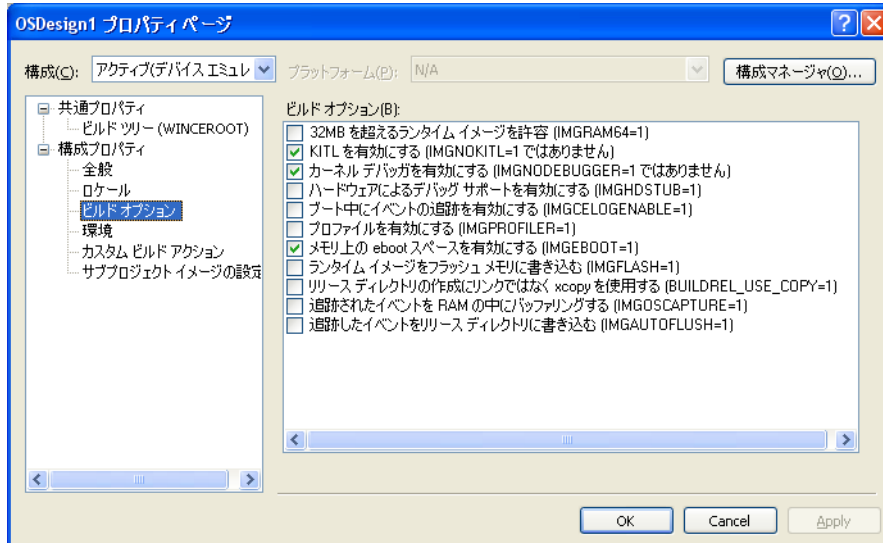 OSDesign1 プロパティ ページ
構成(C): アクティブ(デバイス エミュレ プラットフォーム(P): N/A 構成マネージャ(O)...
共通プロパティ
ビルド ツリー (WINCEROOT)
構成プロパティ
全般
ロケール
ビルド オプション
環境
カスタム ビルド アクション
サブプロジェクト イメージの設定
ビルド オプション(B):
32MB を超えるランタイム イメージを許容 (IMGRAM64=1)
KITL を有効にする (IMGNOKITL=1 ではありません)
カーネル デバッガを有効にする (IMGNODEBUGGER=1 ではありません)
ハードウェアによるデバッグ サポートを有効にする (IMGHDSTUB=1)
ブート中にイベントの追跡を有効にする (IMGCELOGENABLE=1)
プロファイルを有効にする (IMGPROFILER=1)
メモリ上の eboot スペースを有効にする (IMGEBOOT=1)
ランタイム イメージをフラッシュ メモリに書き込む (IMGFLASH=1)
リリース ディレクトリの作成にリンクではなく xcopy を使用する (BUILDREL_USE_COPY=1)
追跡されたイベントを RAM の中にバッファリングする (IMGOSCAPTURE=1)
追跡したイベントをリリース ディレクトリに書き込む (IMGAUTOFLUSH=1)
OK Cancel Apply